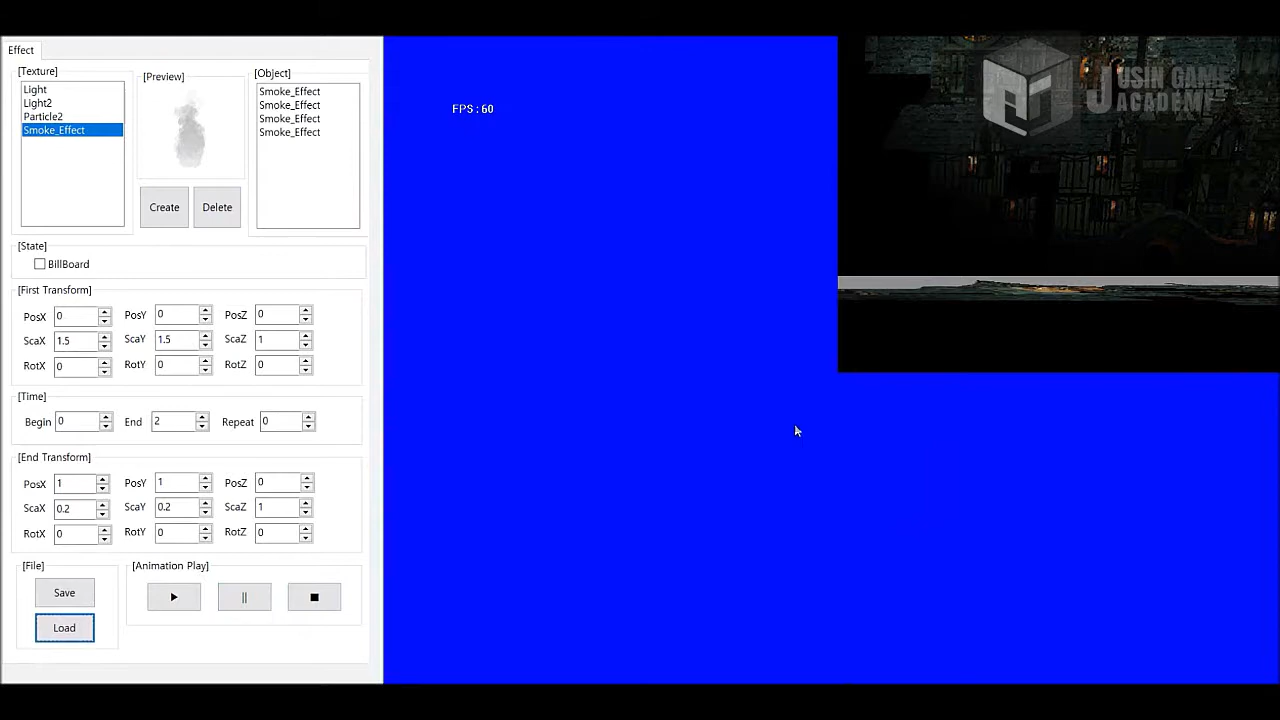 Effect
[Texture]
Light
Light2
Particle2
Smoke_Effect
[Preview]
Create
Delete
[Object]
Smoke_Effect
Smoke_Effect
Smoke_Effect
Smoke_Effect
[State]
BillBoard
[First Transform]
PosX 0 PosY 0 PosZ 0
ScaX 1.5 ScaY 1.5 ScaZ 1
RotX 0 RotY 0 RotZ 0
[Time]
Begin 0 End 2 Repeat 0
[End Transform]
PosX 1 PosY 1 PosZ 0
ScaX 0.2 ScaY 0.2 ScaZ 1
RotX 0 RotY 0 RotZ 0
[File]
Save
Load
[Animation Play]
FPS : 60
JUSIN GAME
ACADEMY